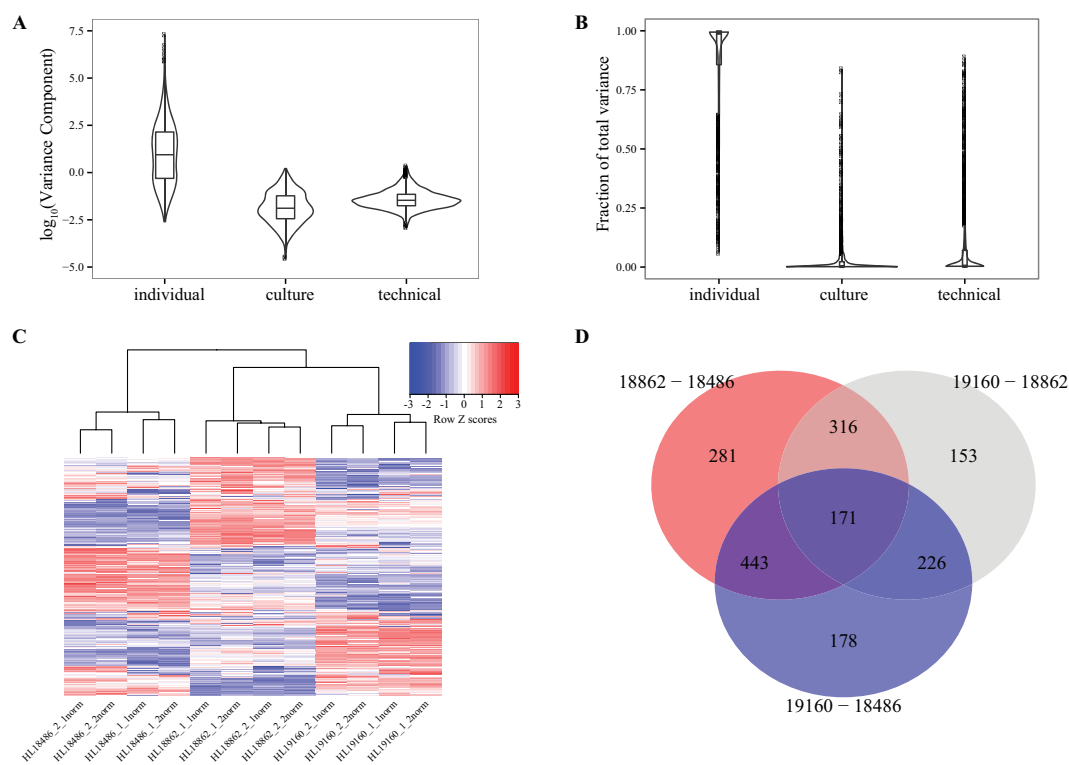 A
log10(Variance Component)
7.5
5.0
2.5
0.0
−2.5
−5.0
individual culture technical
B
Fraction of total variance
1.00
0.75
0.50
0.25
0.00
individual culture technical
C
-3 -2 -1 0 1 2 3
Row Z scores
HL18486_2_1norm
HL18486_2_2norm
HL18486_1_1norm
HL18486_1_2norm
HL18862_1_1norm
HL18862_1_2norm
HL18862_2_1norm
HL18862_2_2norm
HL19160_2_1norm
HL19160_2_2norm
HL19160_1_1norm
HL19160_1_2norm
D
18862 − 18486
19160 − 18862
316
281
153
171
443
226
178
19160 − 18486